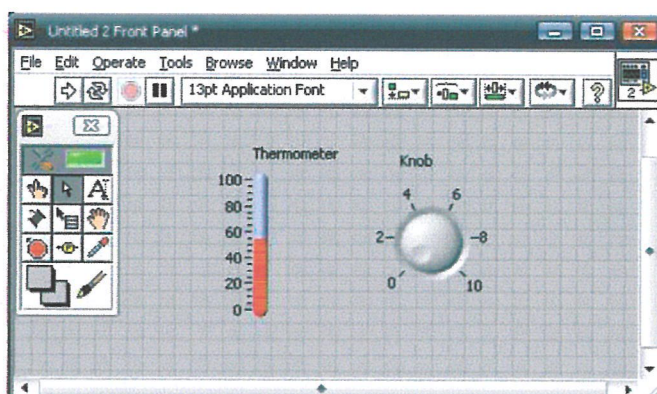 Untitled 2 Front Panel *
File Edit Operate Tools Browse Window Help
13pt Application Font
2
Thermometer
100
80
60
40
20
0
Knob
4 6
2 8
0 10